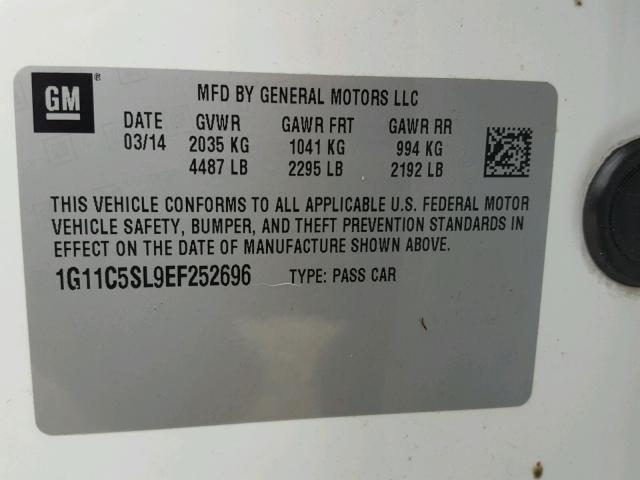 GM ®
MFD BY GENERAL MOTORS LLC
DATE GVWR GAWR FRT GAWR RR
03/14 2035 KG 1041 KG 994 KG
4487 LB 2295 LB 2192 LB
THIS VEHICLE CONFORMS TO ALL APPLICABLE U.S. FEDERAL MOTOR
VEHICLE SAFETY, BUMPER, AND THEFT PREVENTION STANDARDS IN
EFFECT ON THE DATE OF MANUFACTURE SHOWN ABOVE.
1G11C5SL9EF252696 TYPE: PASS CAR